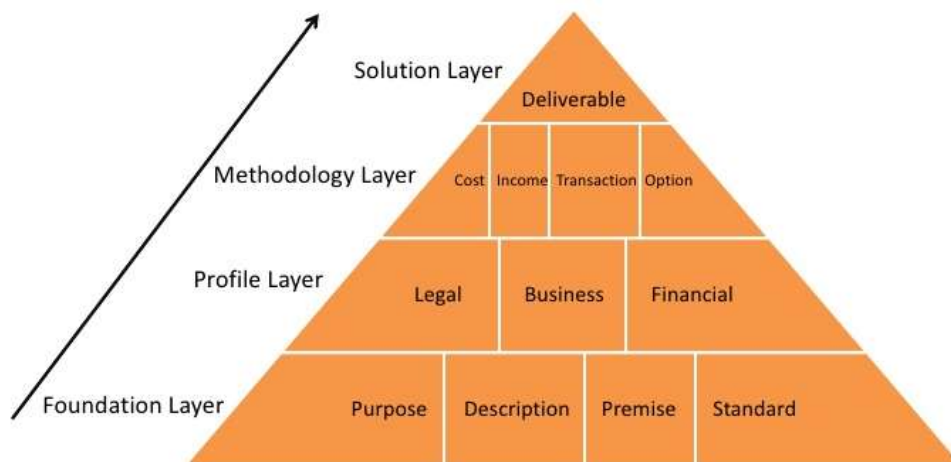 Solution Layer
Deliverable
Methodology Layer
Cost Income Transaction Option
Profile Layer
Legal Business Financial
Foundation Layer
Purpose Description Premise Standard